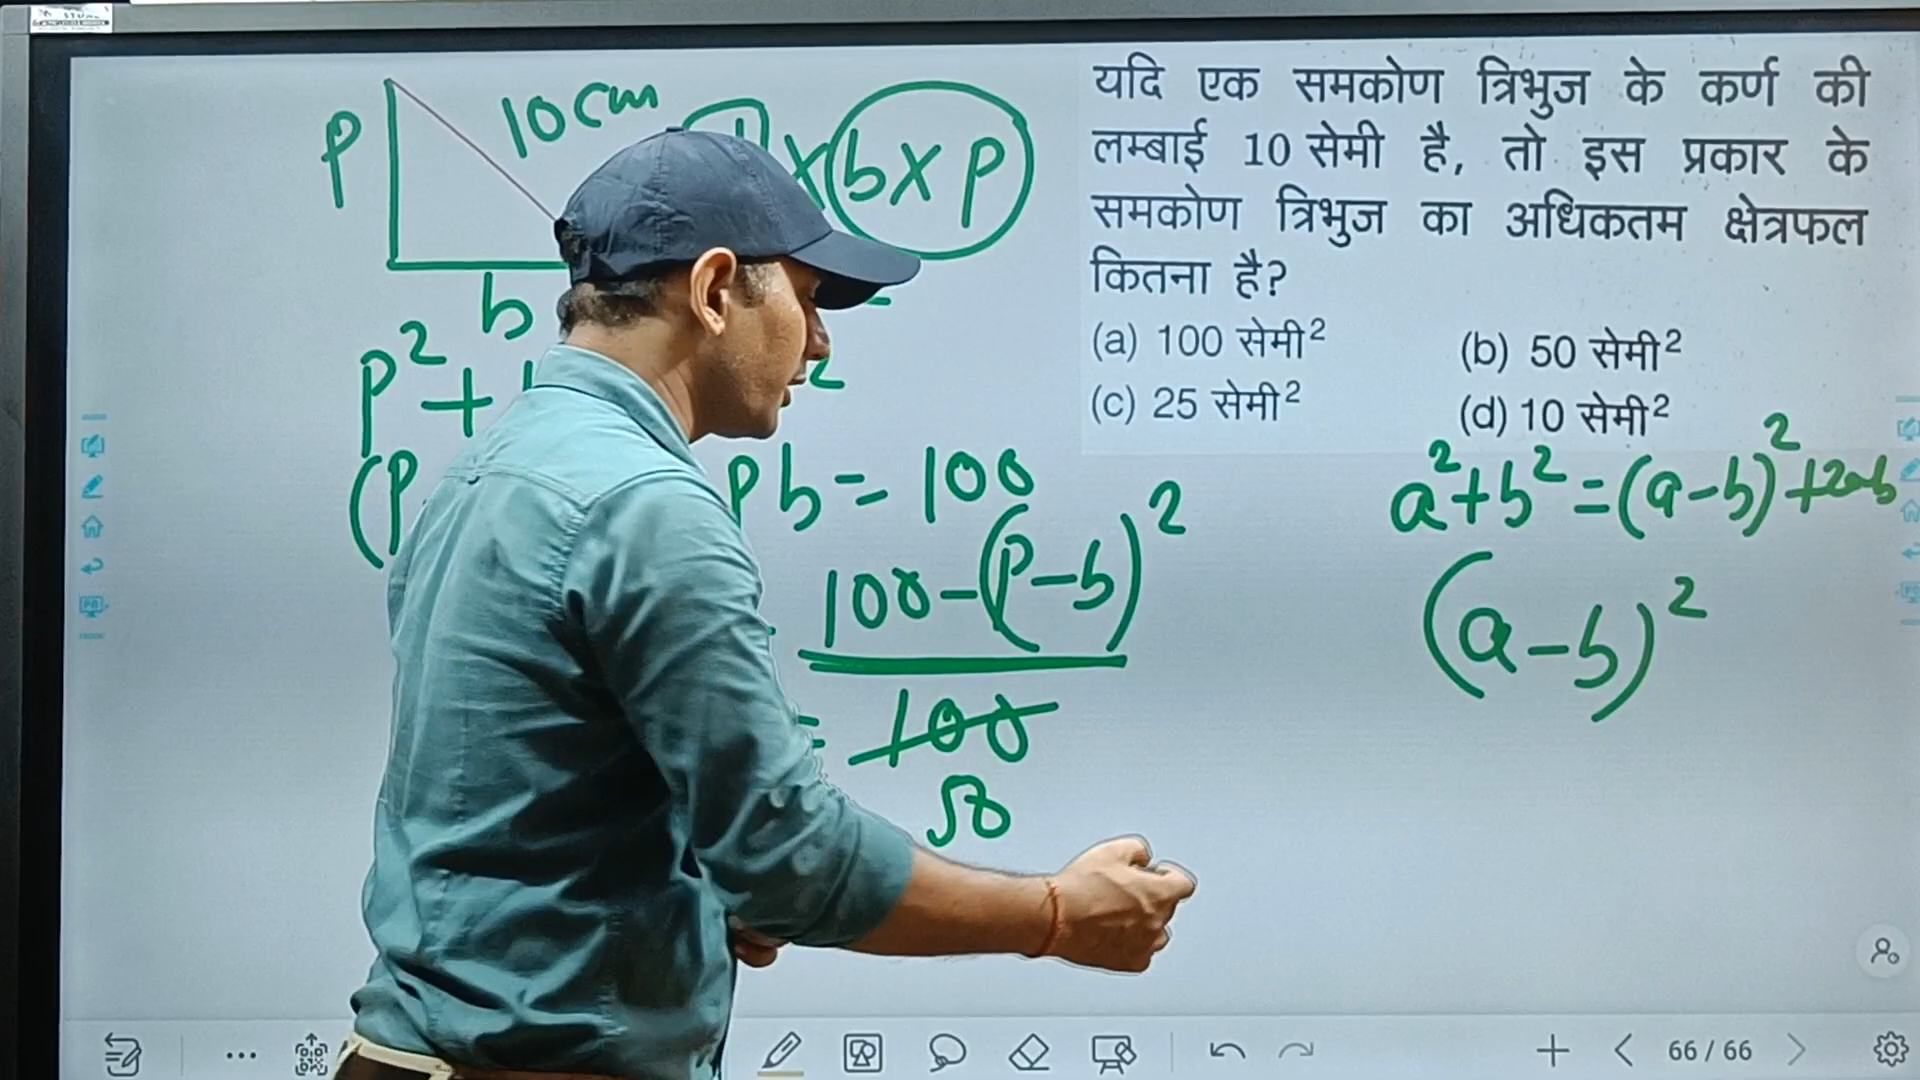 यदि एक समकोण त्रिभुज के कर्ण की
लम्बाई 10 सेमी है, तो इस प्रकार के
समकोण त्रिभुज का अधिकतम क्षेत्रफल
कितना है?
(a) 100 सेमी² (b) 50 सेमी²
(c) 25 सेमी² (d) 10 सेमी²
P
10 cm
× b × p
b
p² +
2
(P
Pb = 100
100 - (p - b)²
= 100
50
a² + b² = (a - b)² + 2ab
(a - b)²
66 / 66